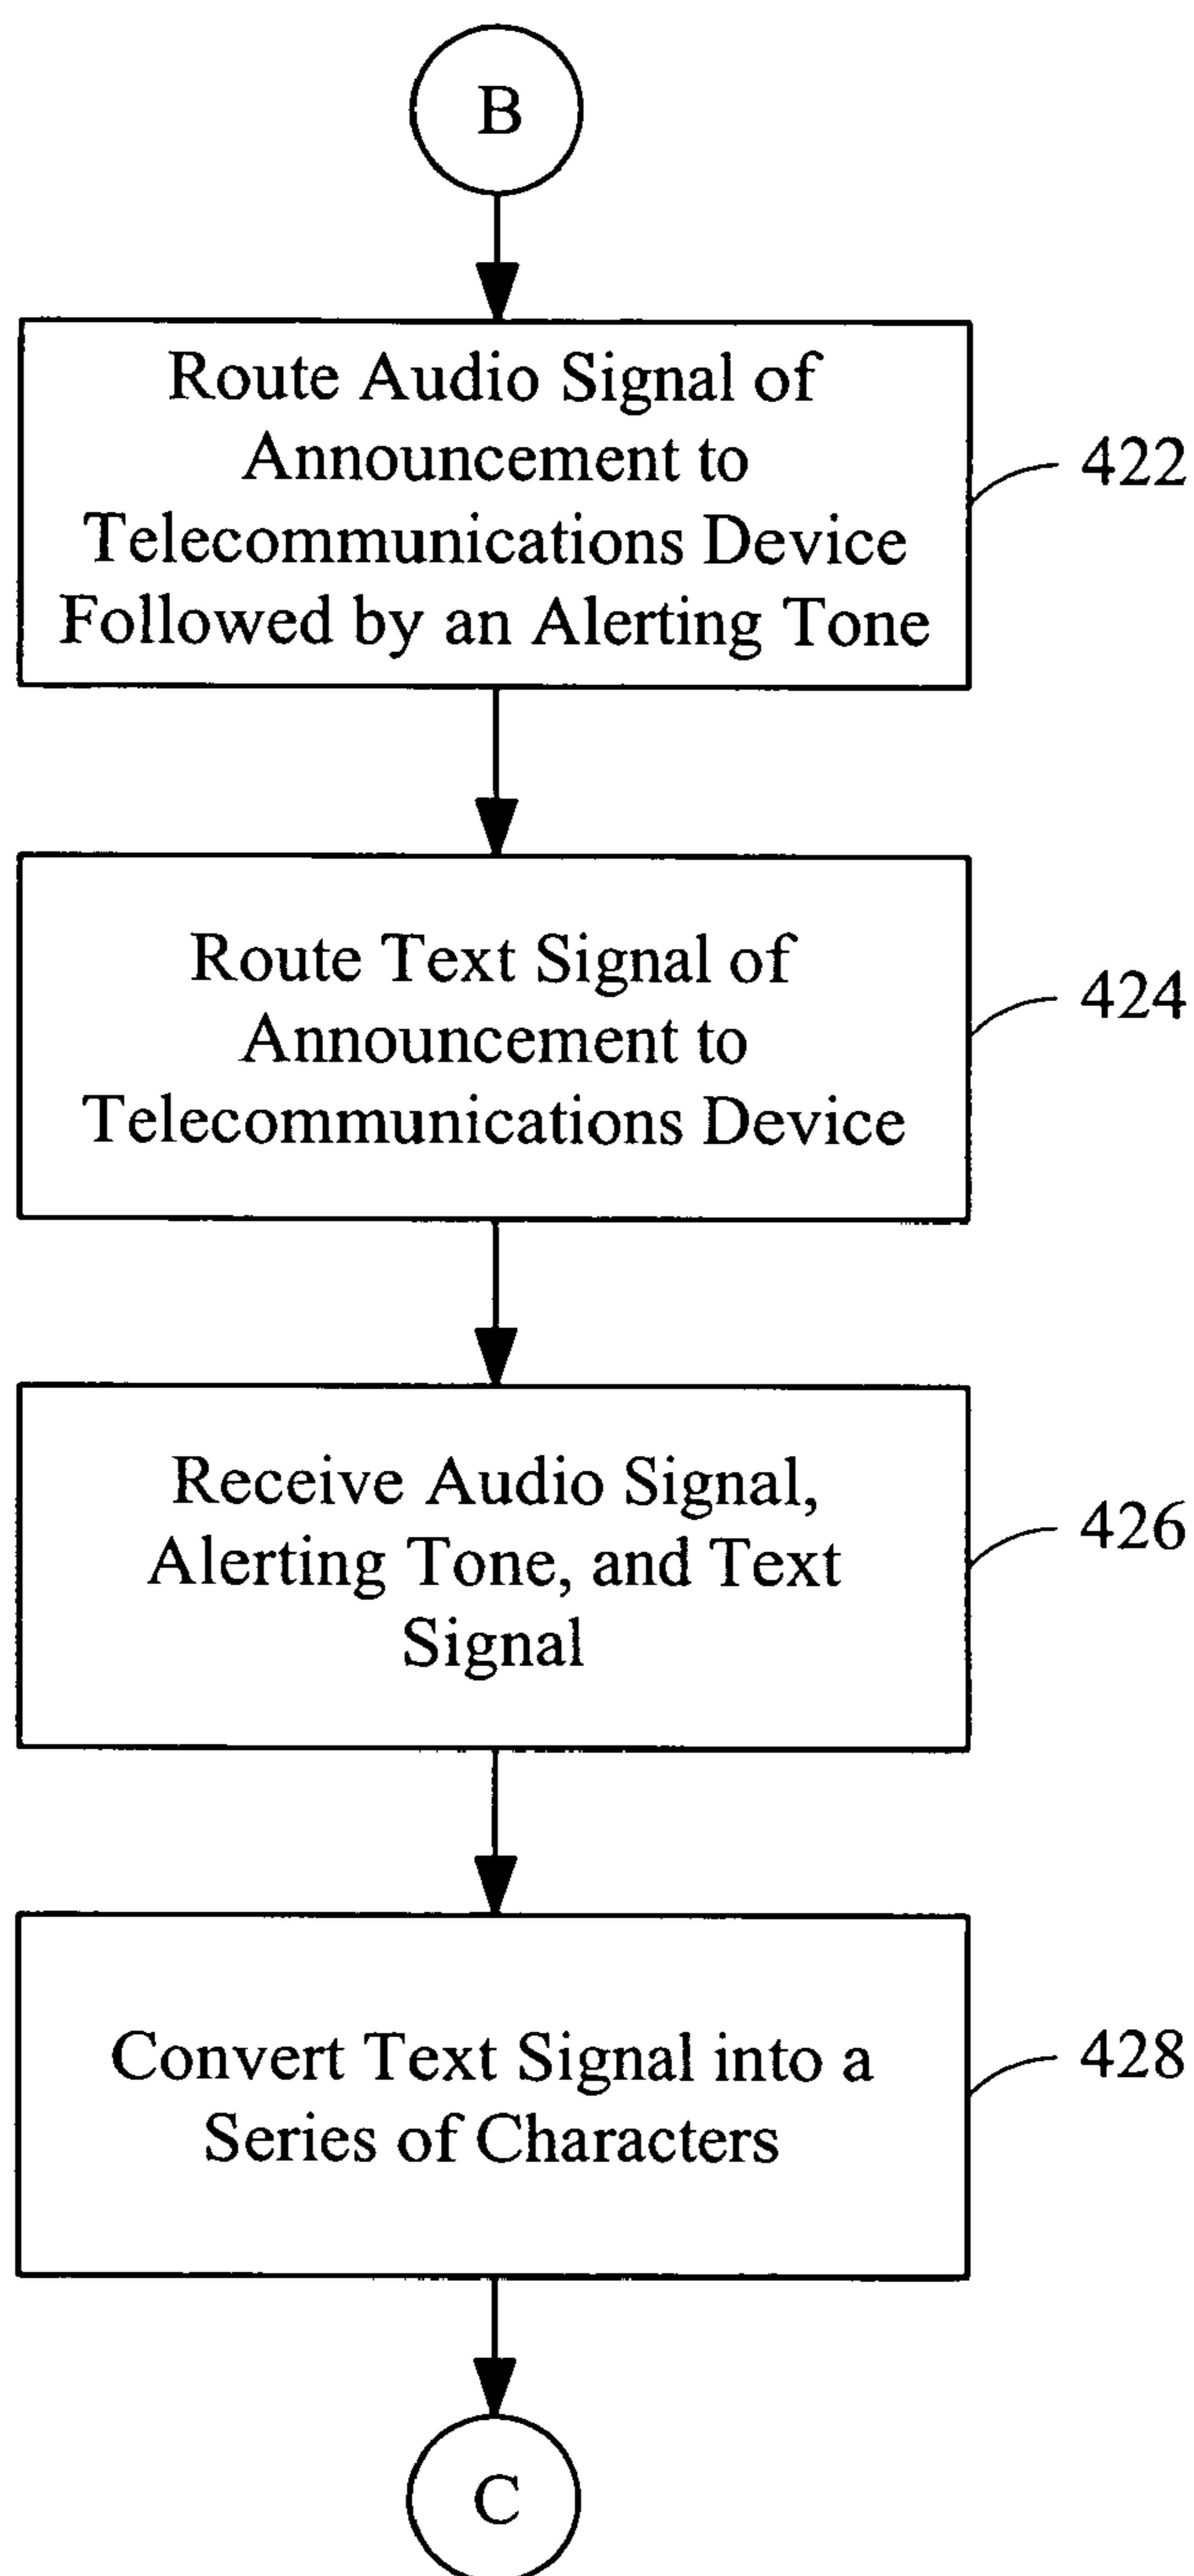 B
Route Audio Signal of
Announcement to
Telecommunications Device
Followed by an Alerting Tone
422
Route Text Signal of
Announcement to
Telecommunications Device
424
Receive Audio Signal,
Alerting Tone, and Text
Signal
426
Convert Text Signal into a
Series of Characters
428
C